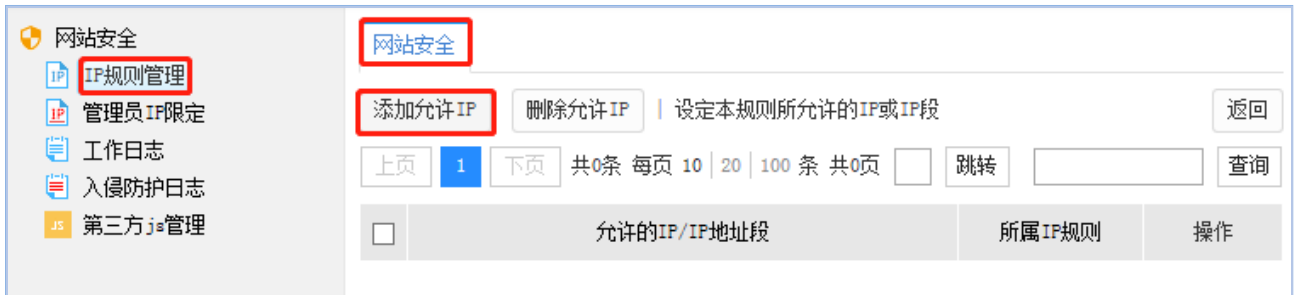 网站安全
IP IP规则管理
IP 管理员IP限定
工作日志
入侵防护日志
JS 第三方js管理
网站安全
添加允许IP 删除允许IP | 设定本规则所允许的IP或IP段 返回
上页 1 下页 共0条 每页 10 | 20 | 100 条 共0页 跳转 查询
允许的IP/IP地址段 所属IP规则 操作